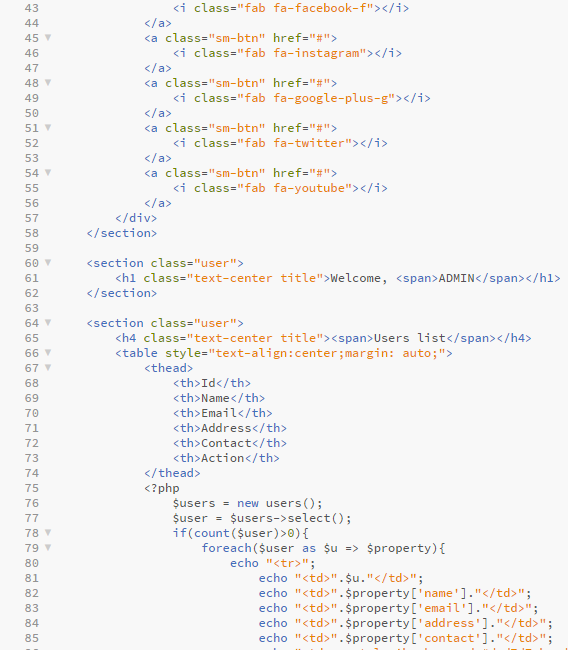 43 <i class="fab fa-facebook-f"></i>
44 </a>
45 <a class="sm-btn" href="#">
46 <i class="fab fa-instagram"></i>
47 </a>
48 <a class="sm-btn" href="#">
49 <i class="fab fa-google-plus-g"></i>
50 </a>
51 <a class="sm-btn" href="#">
52 <i class="fab fa-twitter"></i>
53 </a>
54 <a class="sm-btn" href="#">
55 <i class="fab fa-youtube"></i>
56 </a>
57 </div>
58 </section>
59
60 <section class="user">
61 <h1 class="text-center title">Welcome, <span>ADMIN</span></h1>
62 </section>
63
64 <section class="user">
65 <h4 class="text-center title"><span>Users list</span></h4>
66 <table style="text-align:center;margin: auto;">
67 <thead>
68 <th>Id</th>
69 <th>Name</th>
70 <th>Email</th>
71 <th>Address</th>
72 <th>Contact</th>
73 <th>Action</th>
74 </thead>
75 <?php
76 $users = new users();
77 $user = $users->select();
78 if(count($user)>0){
79 foreach($user as $u => $property){
80 echo "<tr>";
81 echo "<td>".$u."</td>";
82 echo "<td>".$property['name']."</td>";
83 echo "<td>".$property['email']."</td>";
84 echo "<td>".$property['address']."</td>";
85 echo "<td>".$property['contact']."</td>";